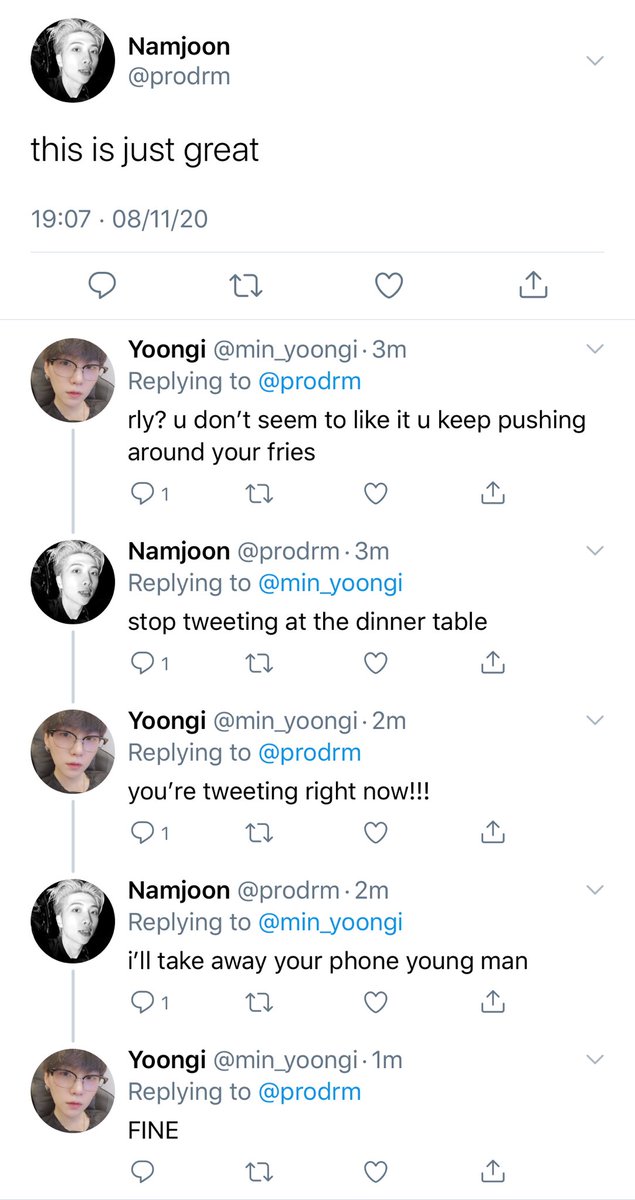 Namjoon
@prodrm
this is just great
19:07 · 08/11/20
Yoongi @min_yoongi · 3m
Replying to @prodrm
rly? u don’t seem to like it u keep pushing
around your fries
1
Namjoon @prodrm · 3m
Replying to @min_yoongi
stop tweeting at the dinner table
1
Yoongi @min_yoongi · 2m
Replying to @prodrm
you’re tweeting right now!!!
1
Namjoon @prodrm · 2m
Replying to @min_yoongi
i’ll take away your phone young man
1
Yoongi @min_yoongi · 1m
Replying to @prodrm
FINE